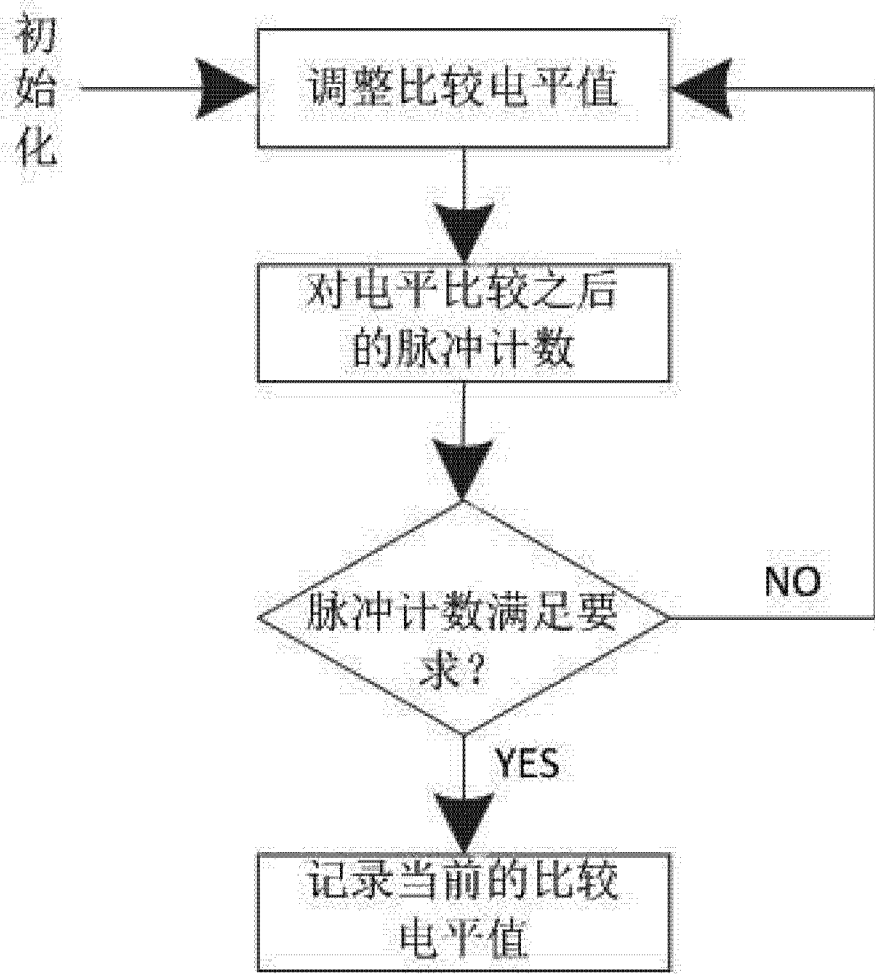 初始化
调整比较电平值
对电平比较之后
的脉冲计数
脉冲计数满足要
求？
NO
YES
记录当前的比较
电平值